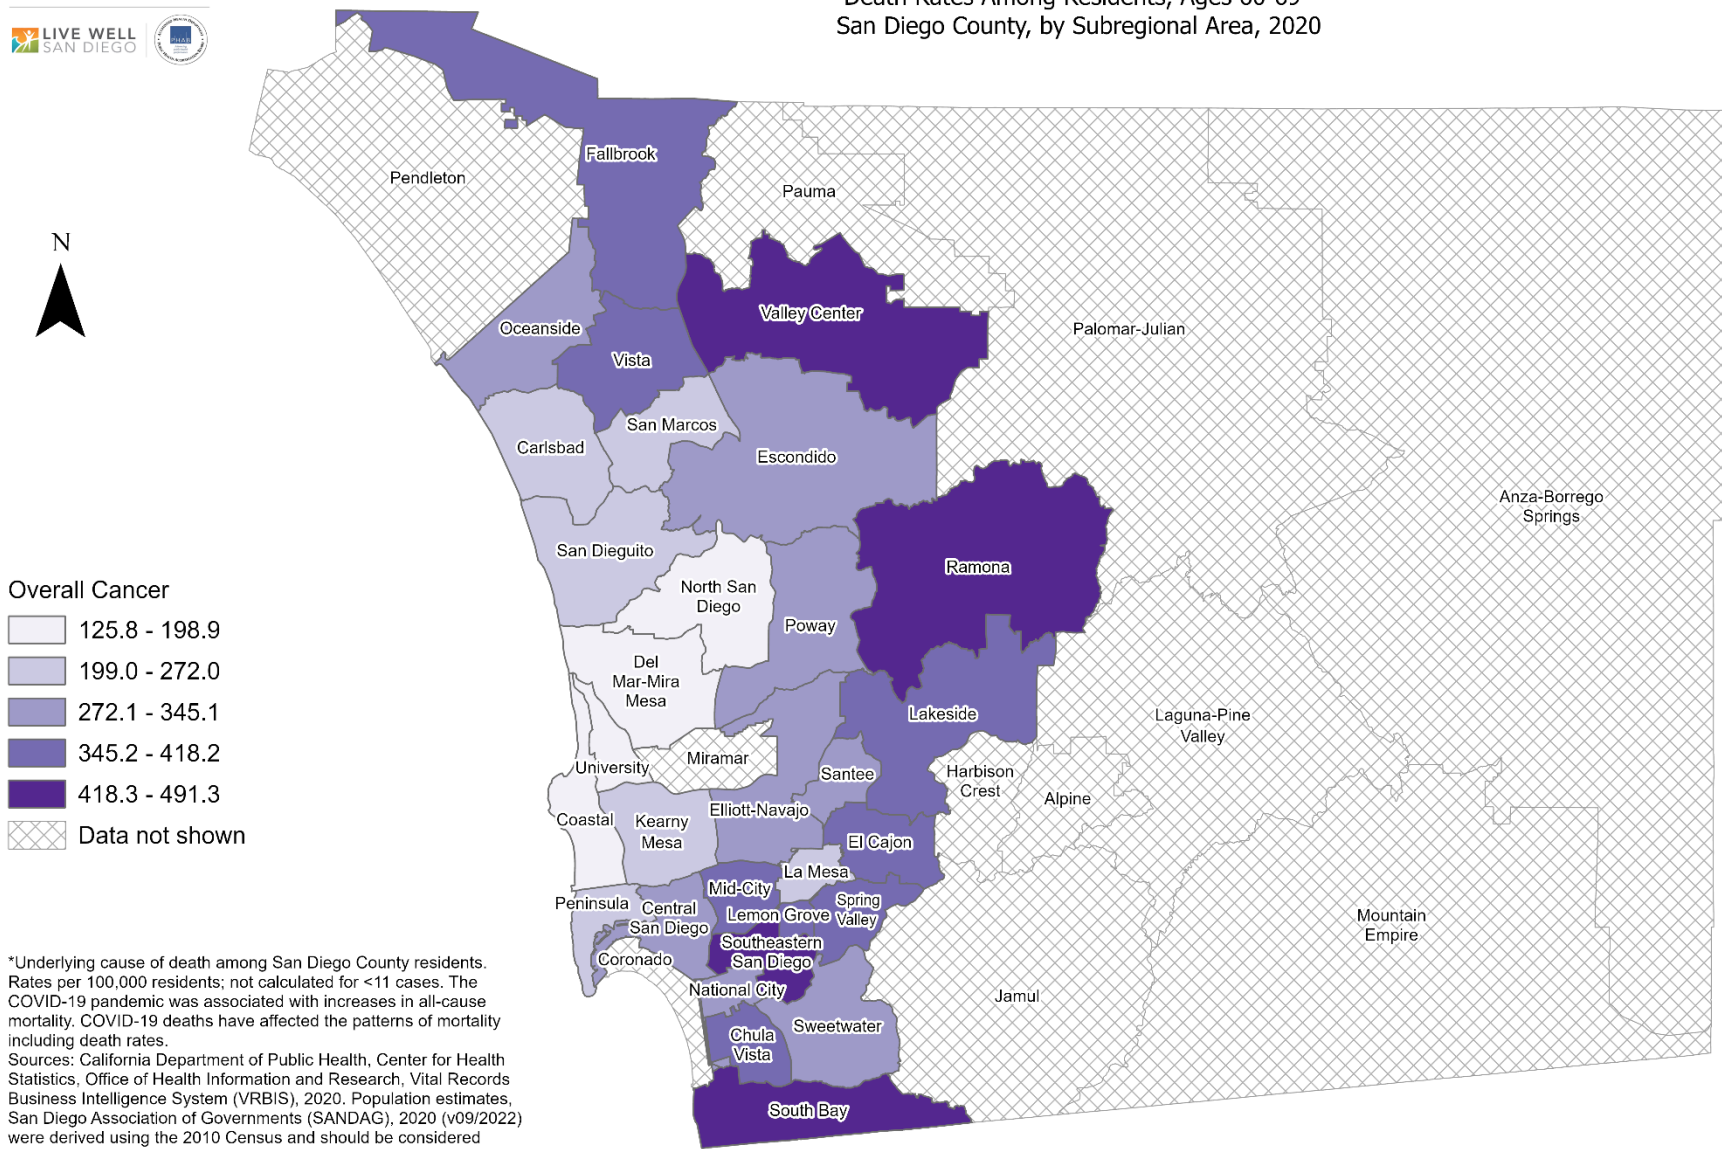 LIVE WELL
SAN DIEGO
PHAB
Death Rates Among Residents, Ages 60-69
San Diego County, by Subregional Area, 2020
N
Fallbrook
Pendleton
Pauma
Valley Center
Oceanside
Palomar-Julian
Vista
San Marcos
Carlsbad
Escondido
Anza-Borrego
Springs
San Dieguito
Ramona
North San
Diego
Poway
Del
Mar-Mira
Mesa
Lakeside
Laguna-Pine
Valley
Miramar
University
Santee
Harbison
Crest
Alpine
Elliott-Navajo
Coastal
Kearny
Mesa
El Cajon
La Mesa
Mid-City
Peninsula
Central
San Diego
Lemon Grove
Spring
Valley
Mountain
Empire
Southeastern
San Diego
Coronado
National City
Jamul
Sweetwater
Chula
Vista
South Bay
Overall Cancer
125.8 - 198.9
199.0 - 272.0
272.1 - 345.1
345.2 - 418.2
418.3 - 491.3
Data not shown
*Underlying cause of death among San Diego County residents.
Rates per 100,000 residents; not calculated for <11 cases. The
COVID-19 pandemic was associated with increases in all-cause
mortality. COVID-19 deaths have affected the patterns of mortality
including death rates.
Sources: California Department of Public Health, Center for Health
Statistics, Office of Health Information and Research, Vital Records
Business Intelligence System (VRBIS), 2020. Population estimates,
San Diego Association of Governments (SANDAG), 2020 (v09/2022)
were derived using the 2010 Census and should be considered